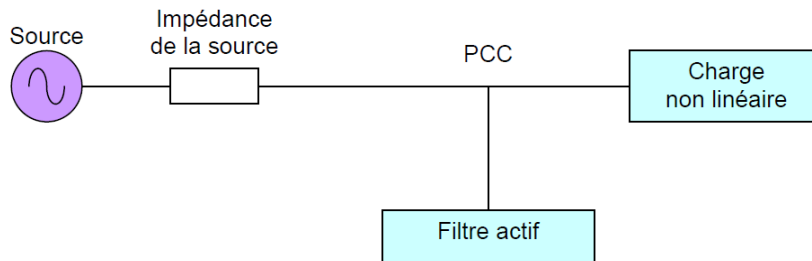 Source
Impédance
de la source
PCC
Charge
non linéaire
Filtre actif